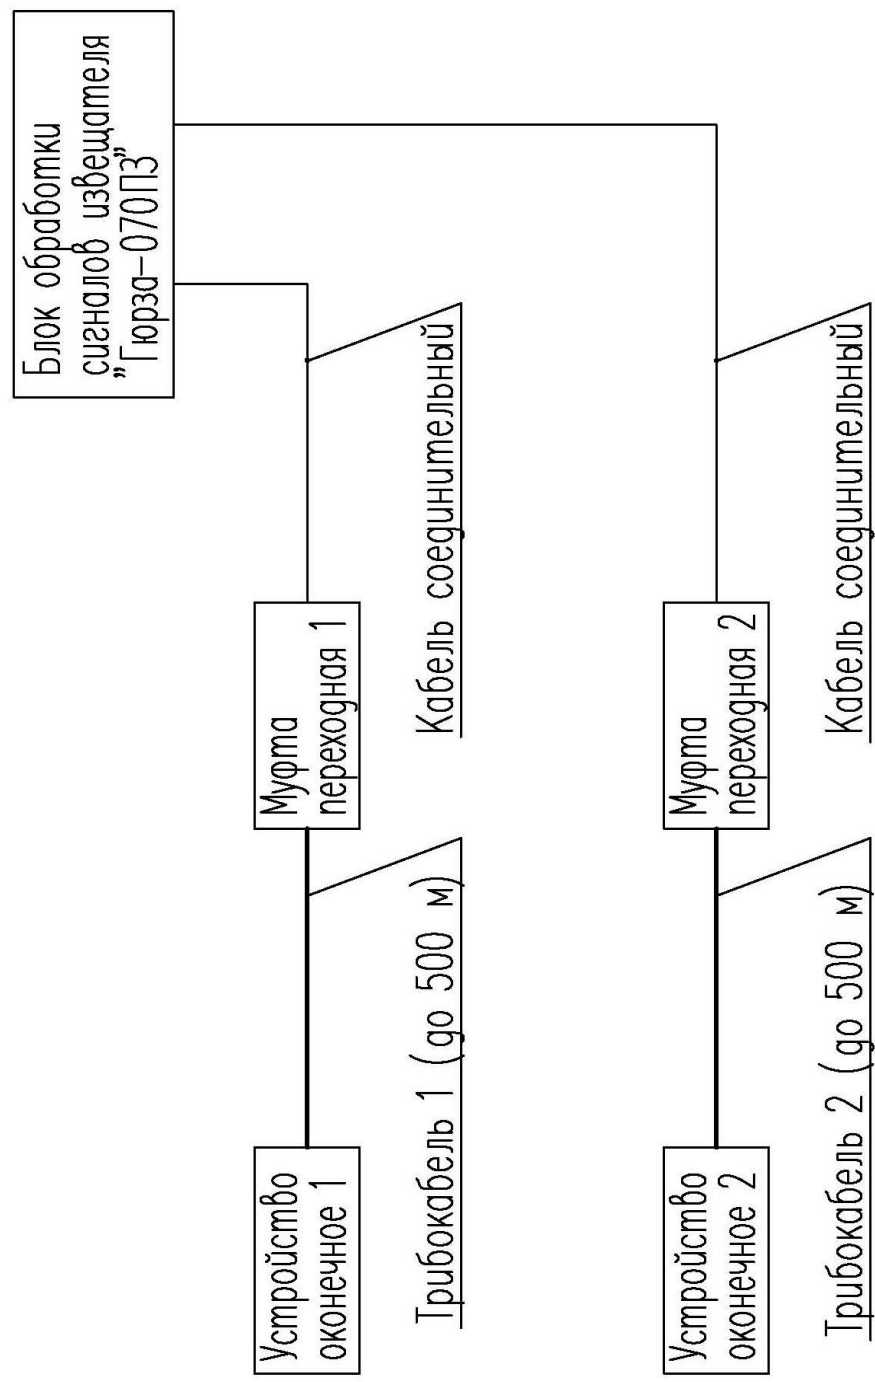 Блок обработки
сигналов извещателя
"Гюрза-070ПЗ"
Муфта
переходная 1
Кабель соединительный
Устройство
оконечное 1
Трибокабель 1 (до 500 м)
Муфта
переходная 2
Кабель соединительный
Устройство
оконечное 2
Трибокабель 2 (до 500 м)